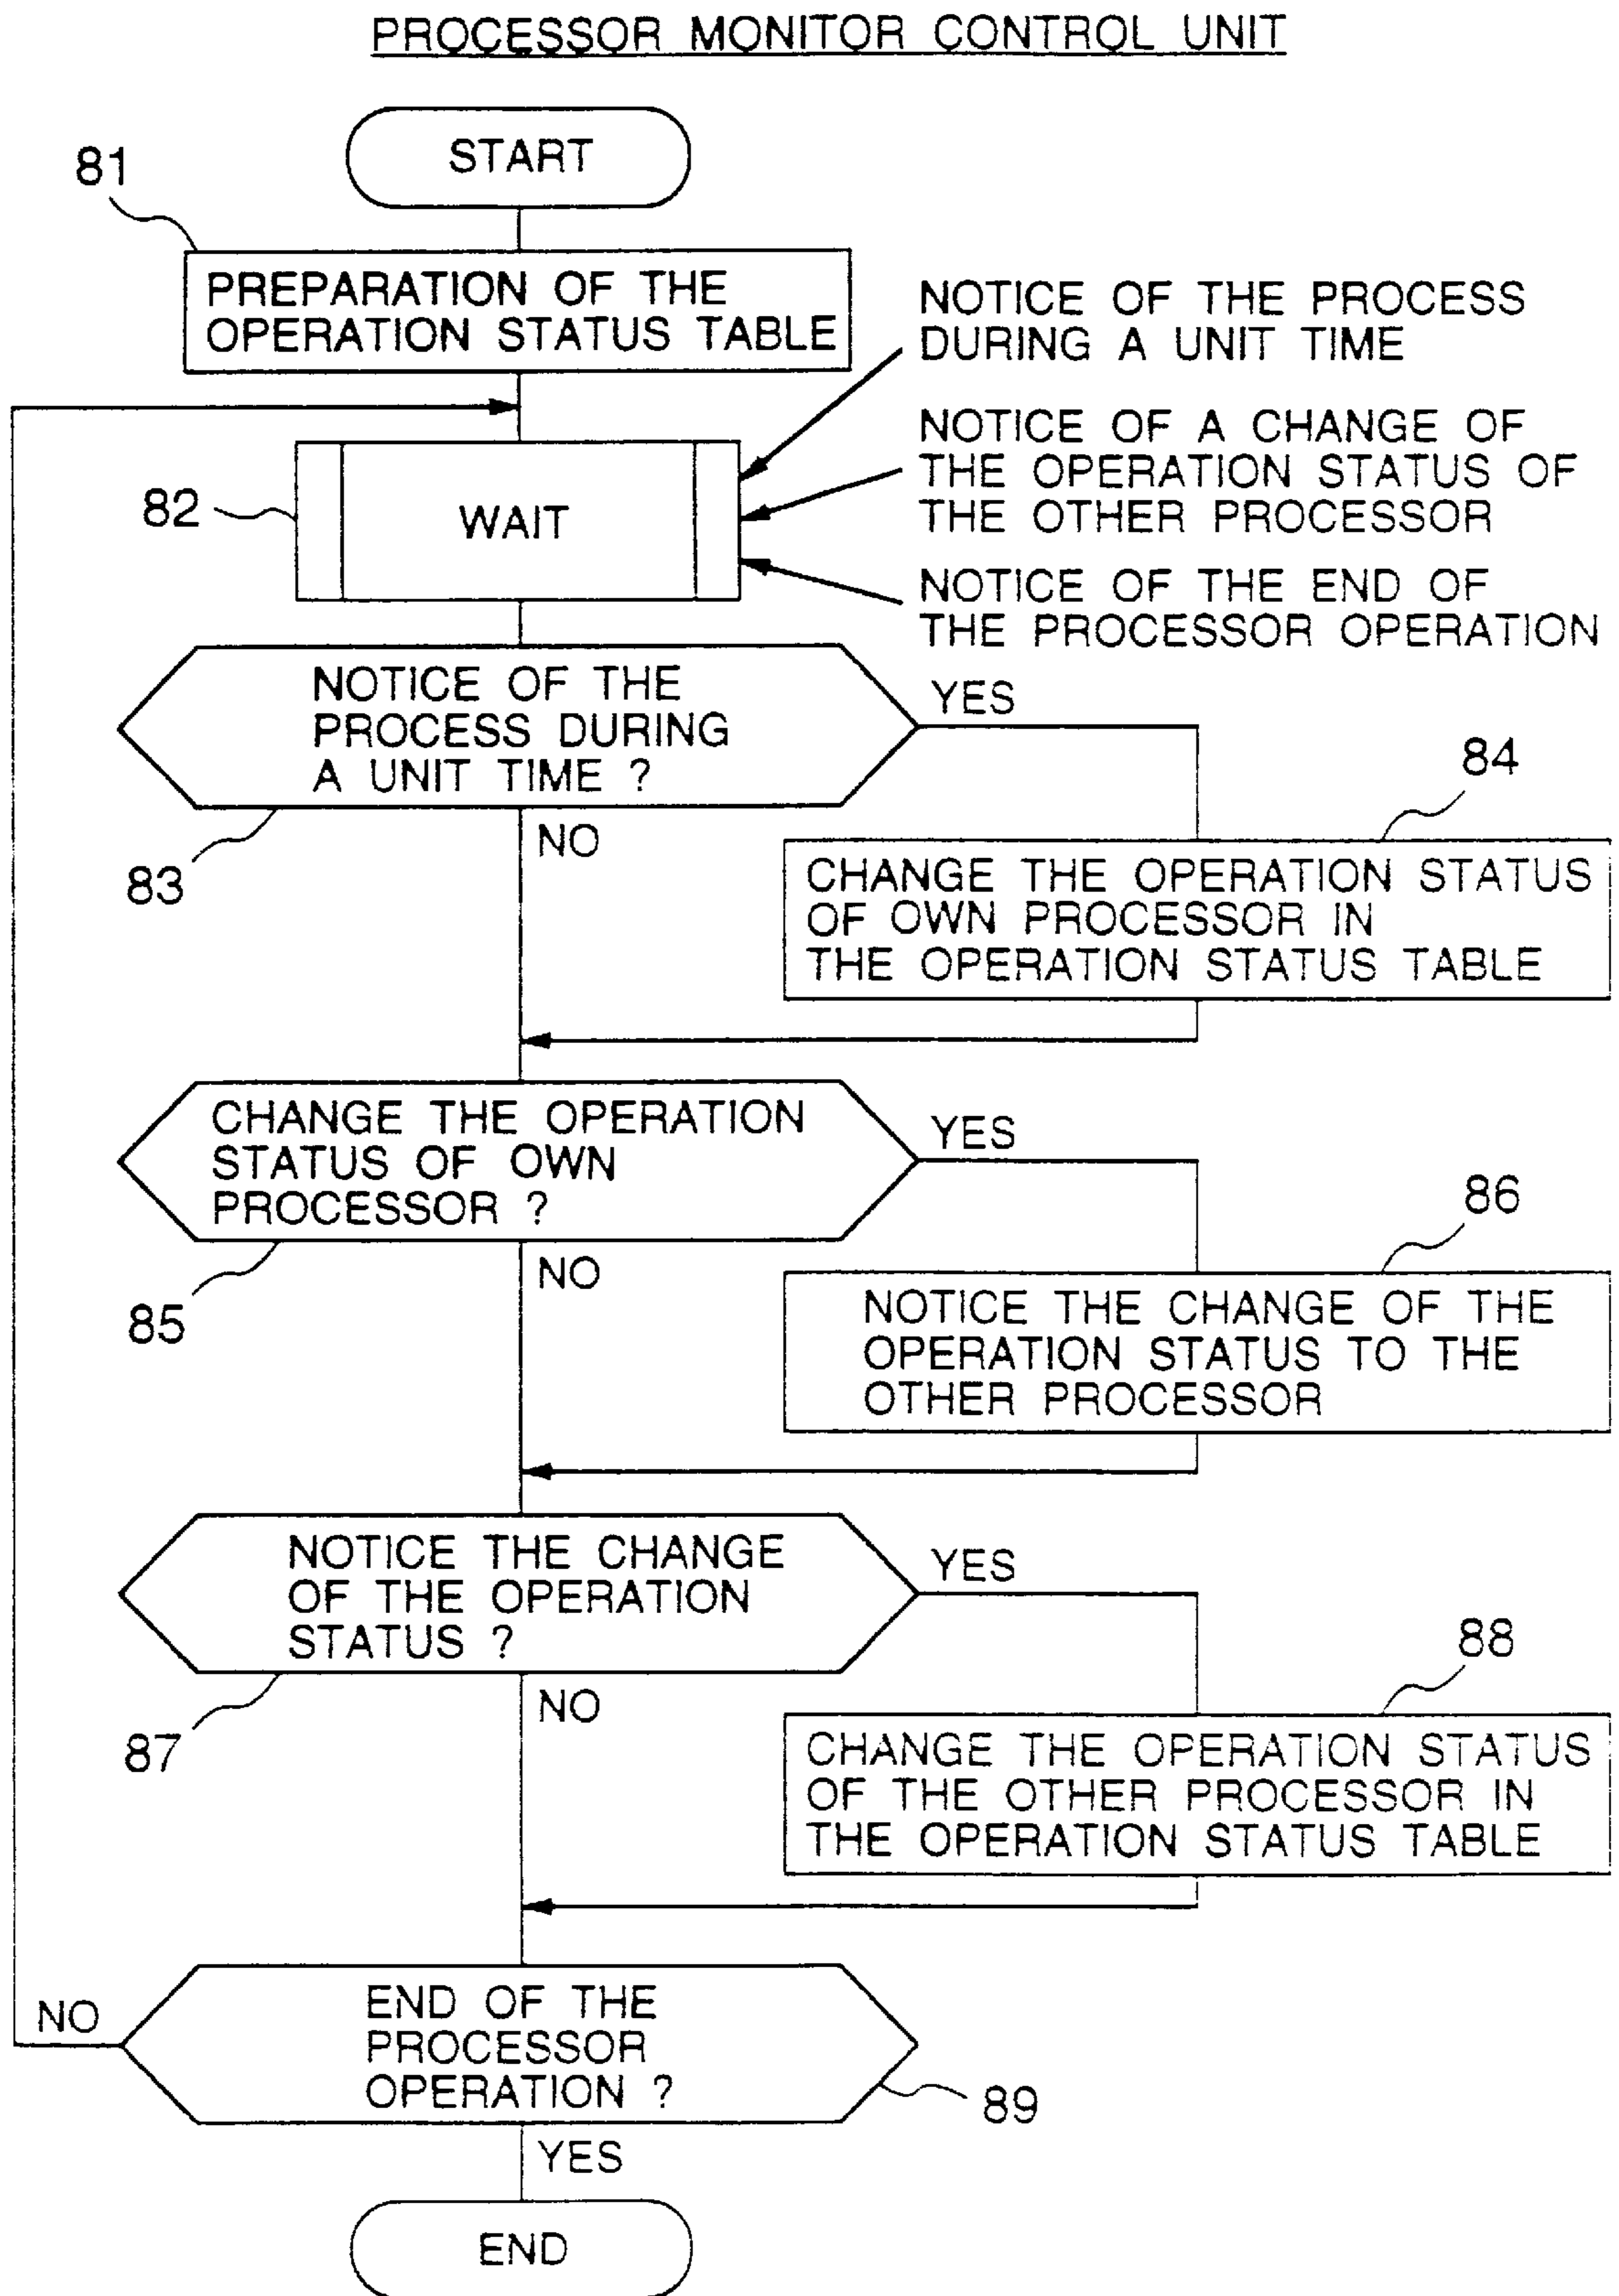 PROCESSOR MONITOR CONTROL UNIT
START
81
PREPARATION OF THE
OPERATION STATUS TABLE
NOTICE OF THE PROCESS
DURING A UNIT TIME
NOTICE OF A CHANGE OF
THE OPERATION STATUS OF
THE OTHER PROCESSOR
82
WAIT
NOTICE OF THE END OF
THE PROCESSOR OPERATION
NOTICE OF THE
PROCESS DURING
A UNIT TIME ?
YES
83
NO
84
CHANGE THE OPERATION STATUS
OF OWN PROCESSOR IN
THE OPERATION STATUS TABLE
CHANGE THE OPERATION
STATUS OF OWN
PROCESSOR ?
YES
85
NO
86
NOTICE THE CHANGE OF THE
OPERATION STATUS TO THE
OTHER PROCESSOR
NOTICE THE CHANGE
OF THE OPERATION
STATUS ?
YES
87
NO
88
CHANGE THE OPERATION STATUS
OF THE OTHER PROCESSOR IN
THE OPERATION STATUS TABLE
NO
END OF THE
PROCESSOR
OPERATION ?
89
YES
END